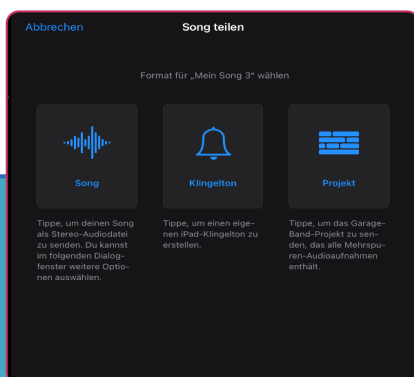 Abbrechen Song teilen
Format für „Mein Song 3“ wählen
Song Klingelton Projekt
Tippe, um deinen Song
als Stereo-Audiodatei
zu senden. Du kannst
im folgenden Dialog-
fenster weitere Optio-
nen auswählen.
Tippe, um einen eige-
nen iPad-Klingelton zu
erstellen.
Tippe, um das Garage-
Band-Projekt zu sen-
den, das alle Mehrspu-
ren-Audioaufnahmen
enthält.